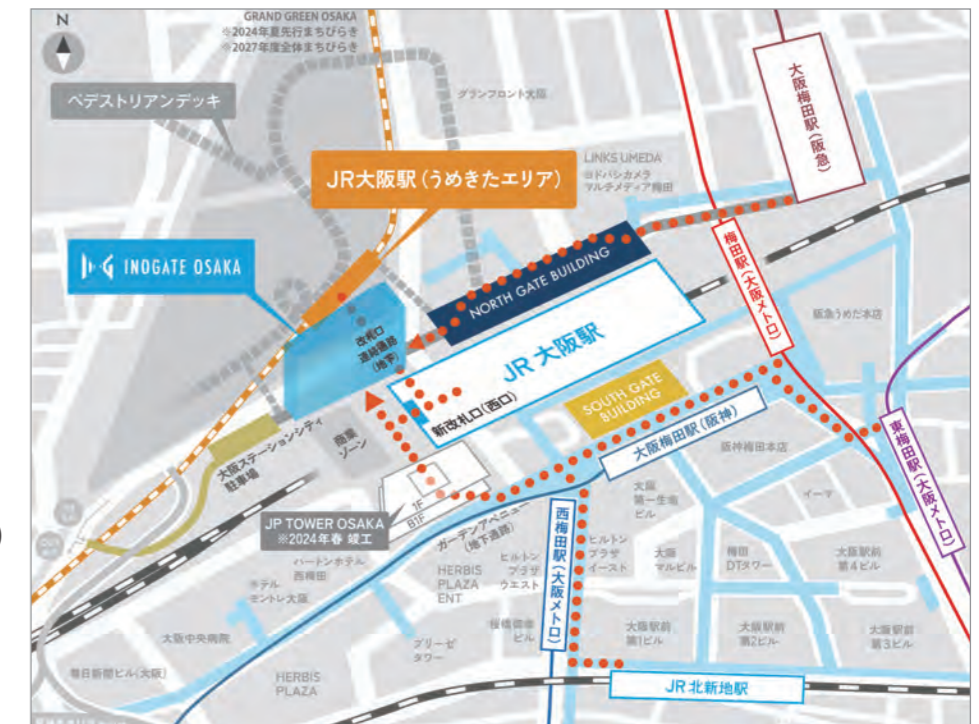 N
GRAND GREEN OSAKA
※2024年夏先行まちびらき
※2027年度全体まちびらき
ペデストリアンデッキ
グランフロント大阪
大阪梅田駅(阪急)
JR大阪駅(うめきたエリア)
LINKS UMEDA
ヨドバシカメラ
マルチメディア梅田
INOGATE OSAKA
NORTH GATE BUILDING
梅田駅(大阪メトロ)
改札口
連絡通路
(地下)
阪急うめだ本店
JR 大阪駅
新改札口(西口)
SOUTH GATE
BUILDING
大阪梅田駅(阪神)
阪神梅田本店
東梅田駅(大阪メトロ)
大阪ステーションシティ
駐車場
商業
ゾーン
1F
B1F
JP TOWER OSAKA
※2024年春 竣工
ガーデンアベニュー
(地下通路)
大阪
第一生命
ビル
イーマ
西梅田駅(大阪メトロ)
ハートンホテル
西梅田
HERBIS
PLAZA
ENT
ヒルトン
プラザ
ウエスト
ヒルトン
プラザ
イースト
大阪
マルビル
梅田
DTタワー
大阪駅前
第4ビル
ホテル
モントレ大阪
大阪中央病院
ブリーゼ
タワー
桜橋御幸
ビル
大阪駅前
第1ビル
大阪駅前
第2ビル
大阪駅前
第3ビル
毎日新聞ビル(大阪)
HERBIS
PLAZA
JR 北新地駅